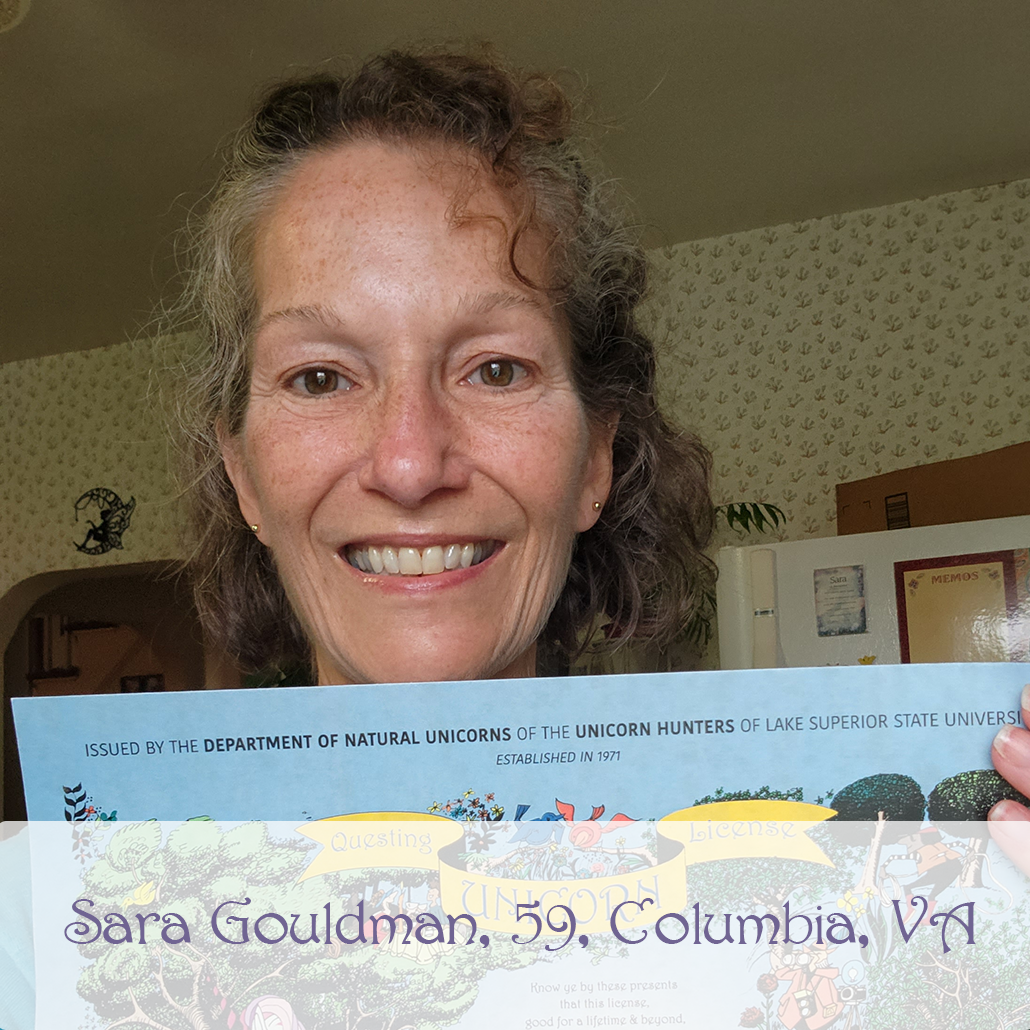 Sara
MEMOS
ISSUED BY THE DEPARTMENT OF NATURAL UNICORNS OF THE UNICORN HUNTERS OF LAKE SUPERIOR STATE UNIVERSI
ESTABLISHED IN 1971
Questing
License
UNICORN
Sara Gouldman, 59, Columbia, VA
Know ye by these presents
that this license,
good for a lifetime & beyond,